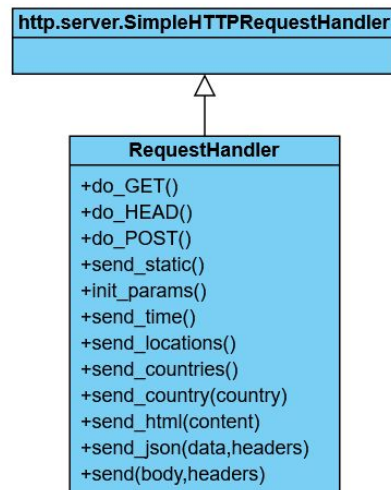 http.server.SimpleHTTPRequestHandler
RequestHandler
+do_GET()
+do_HEAD()
+do_POST()
+send_static()
+init_params()
+send_time()
+send_locations()
+send_countries()
+send_country(country)
+send_html(content)
+send_json(data,headers)
+send(body,headers)